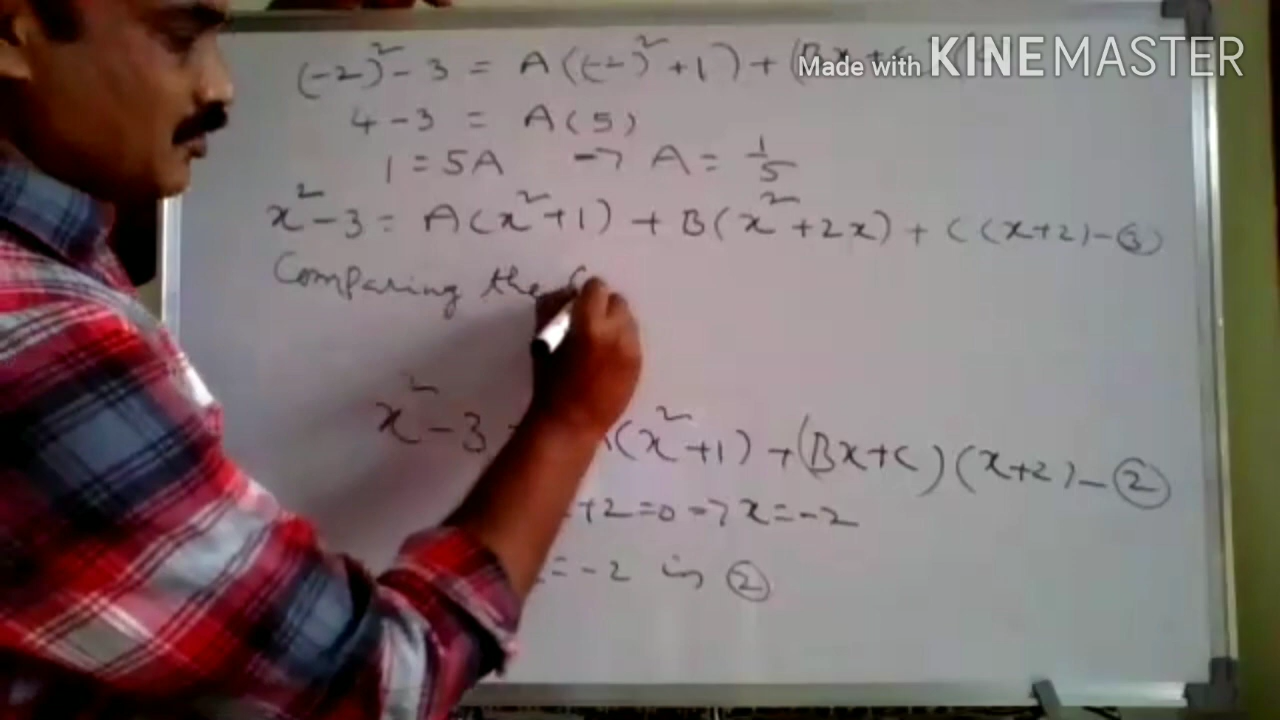 (-2)² - 3 = A((-2)² + 1) + (Bx + c
Made with KINEMASTER
4 - 3 = A(5)
1 = 5A → A = 1/5
x² - 3 = A(x² + 1) + B(x² + 2x) + C(x+2) - ③
Comparing the
x² - 3 A(x² + 1) + (Bx + C)(x+2) - ②
+2 = 0 → x = -2
= -2 in ②